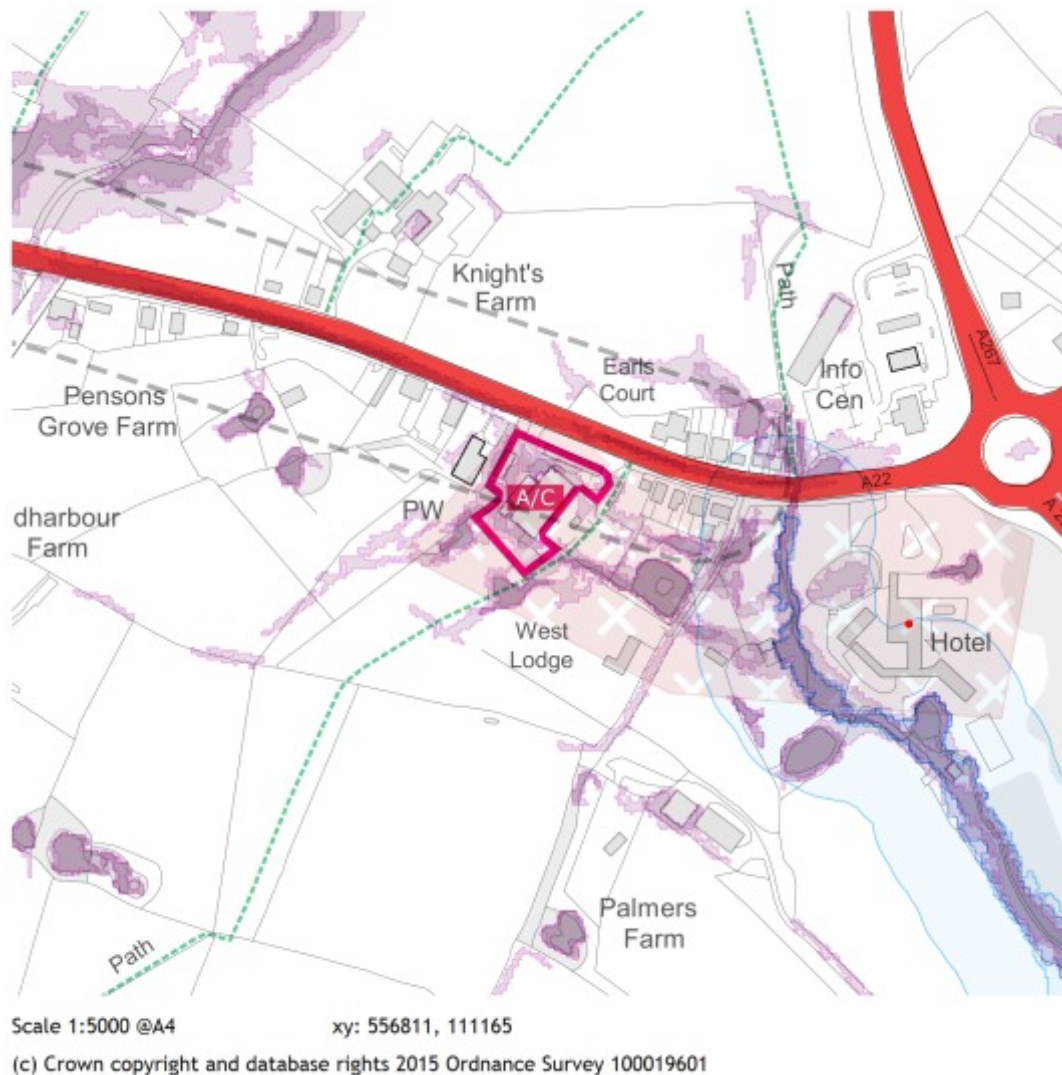 A267
Path
Knight's
Farm
Earls
Court
Info
Cen
Pensons
Grove Farm
A22
A/C
PW
dharbour
Farm
West
Lodge
Hotel
Palmers
Farm
Path
Scale 1:5000 @A4 xy: 556811, 111165
(c) Crown copyright and database rights 2015 Ordnance Survey 100019601